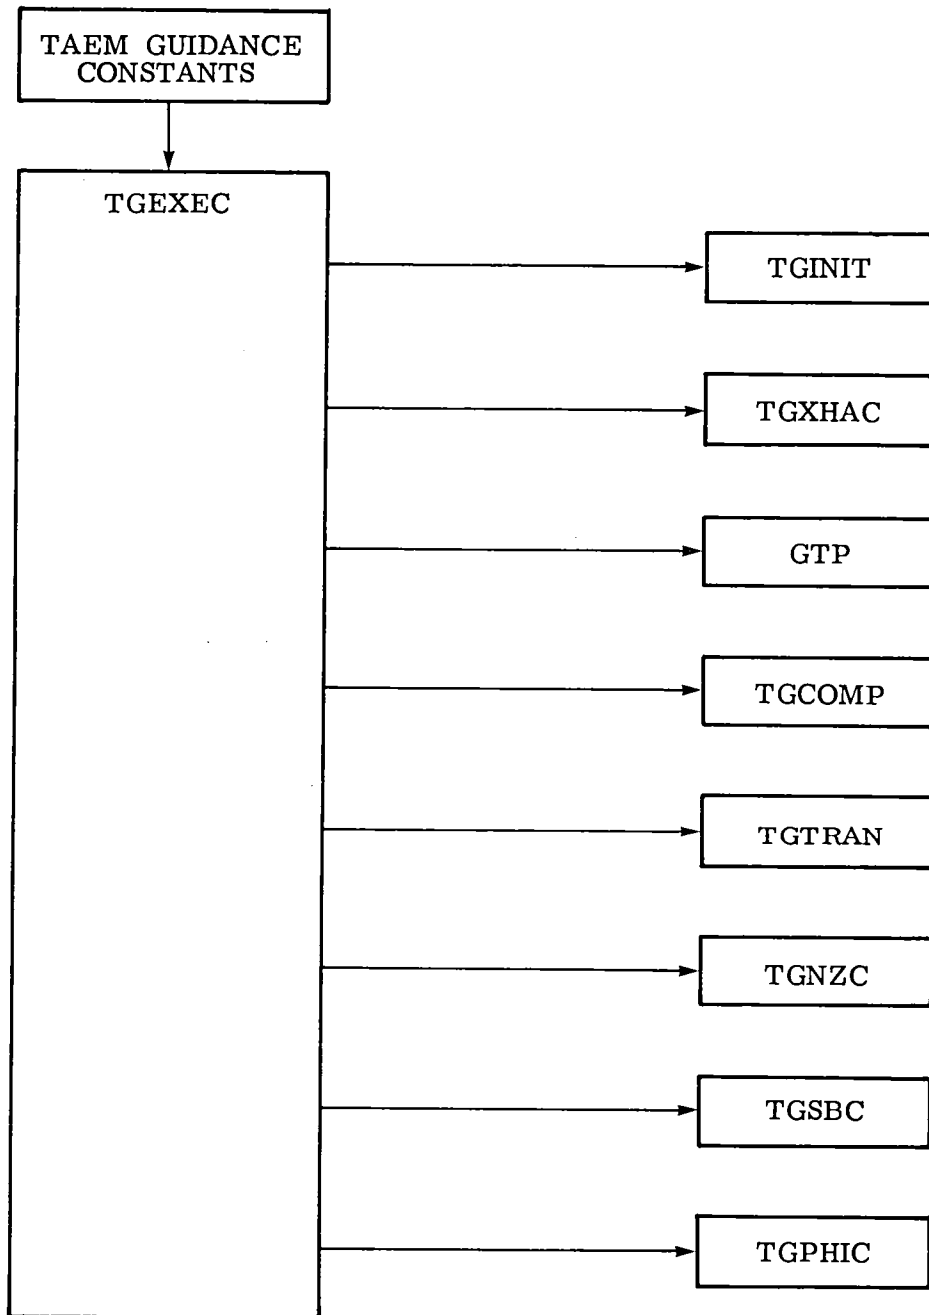 TAEM GUIDANCE
CONSTANTS
TGEXEC
TGINIT
TGXHAC
GTP
TGCOMP
TGTRAN
TGNZC
TGSBC
TGPHIC